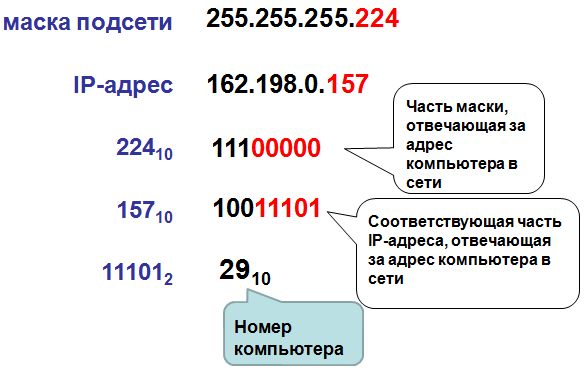 маска подсети 255.255.255.224
IP-адрес 162.198.0.157
Часть маски,
отвечающая за
адрес
компьютера в
сети
224₁₀ 11100000
157₁₀ 10011101
Соответствующая часть
IP-адреса, отвечающая
за адрес компьютера в
сети
11101₂ 29₁₀
Номер
компьютера